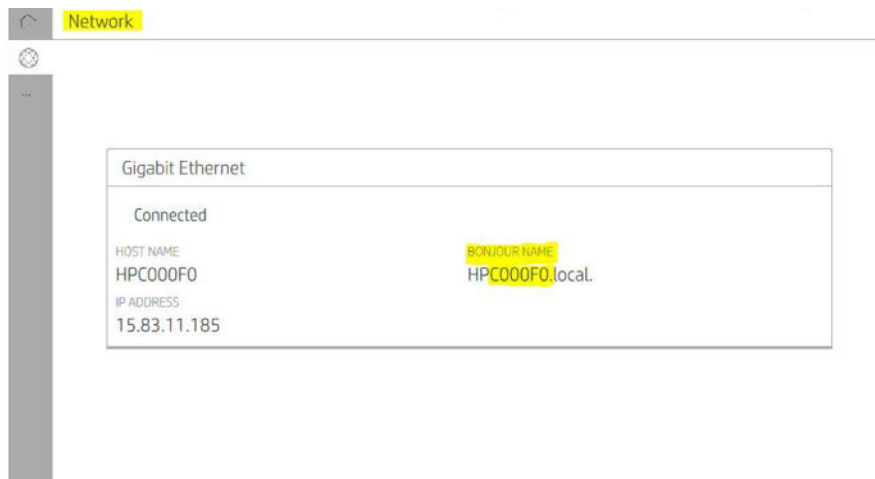 Network
...
Gigabit Ethernet
Connected
HOST NAME
HPC000F0
BONJOUR NAME
HPC000F0.local.
IP ADDRESS
15.83.11.185